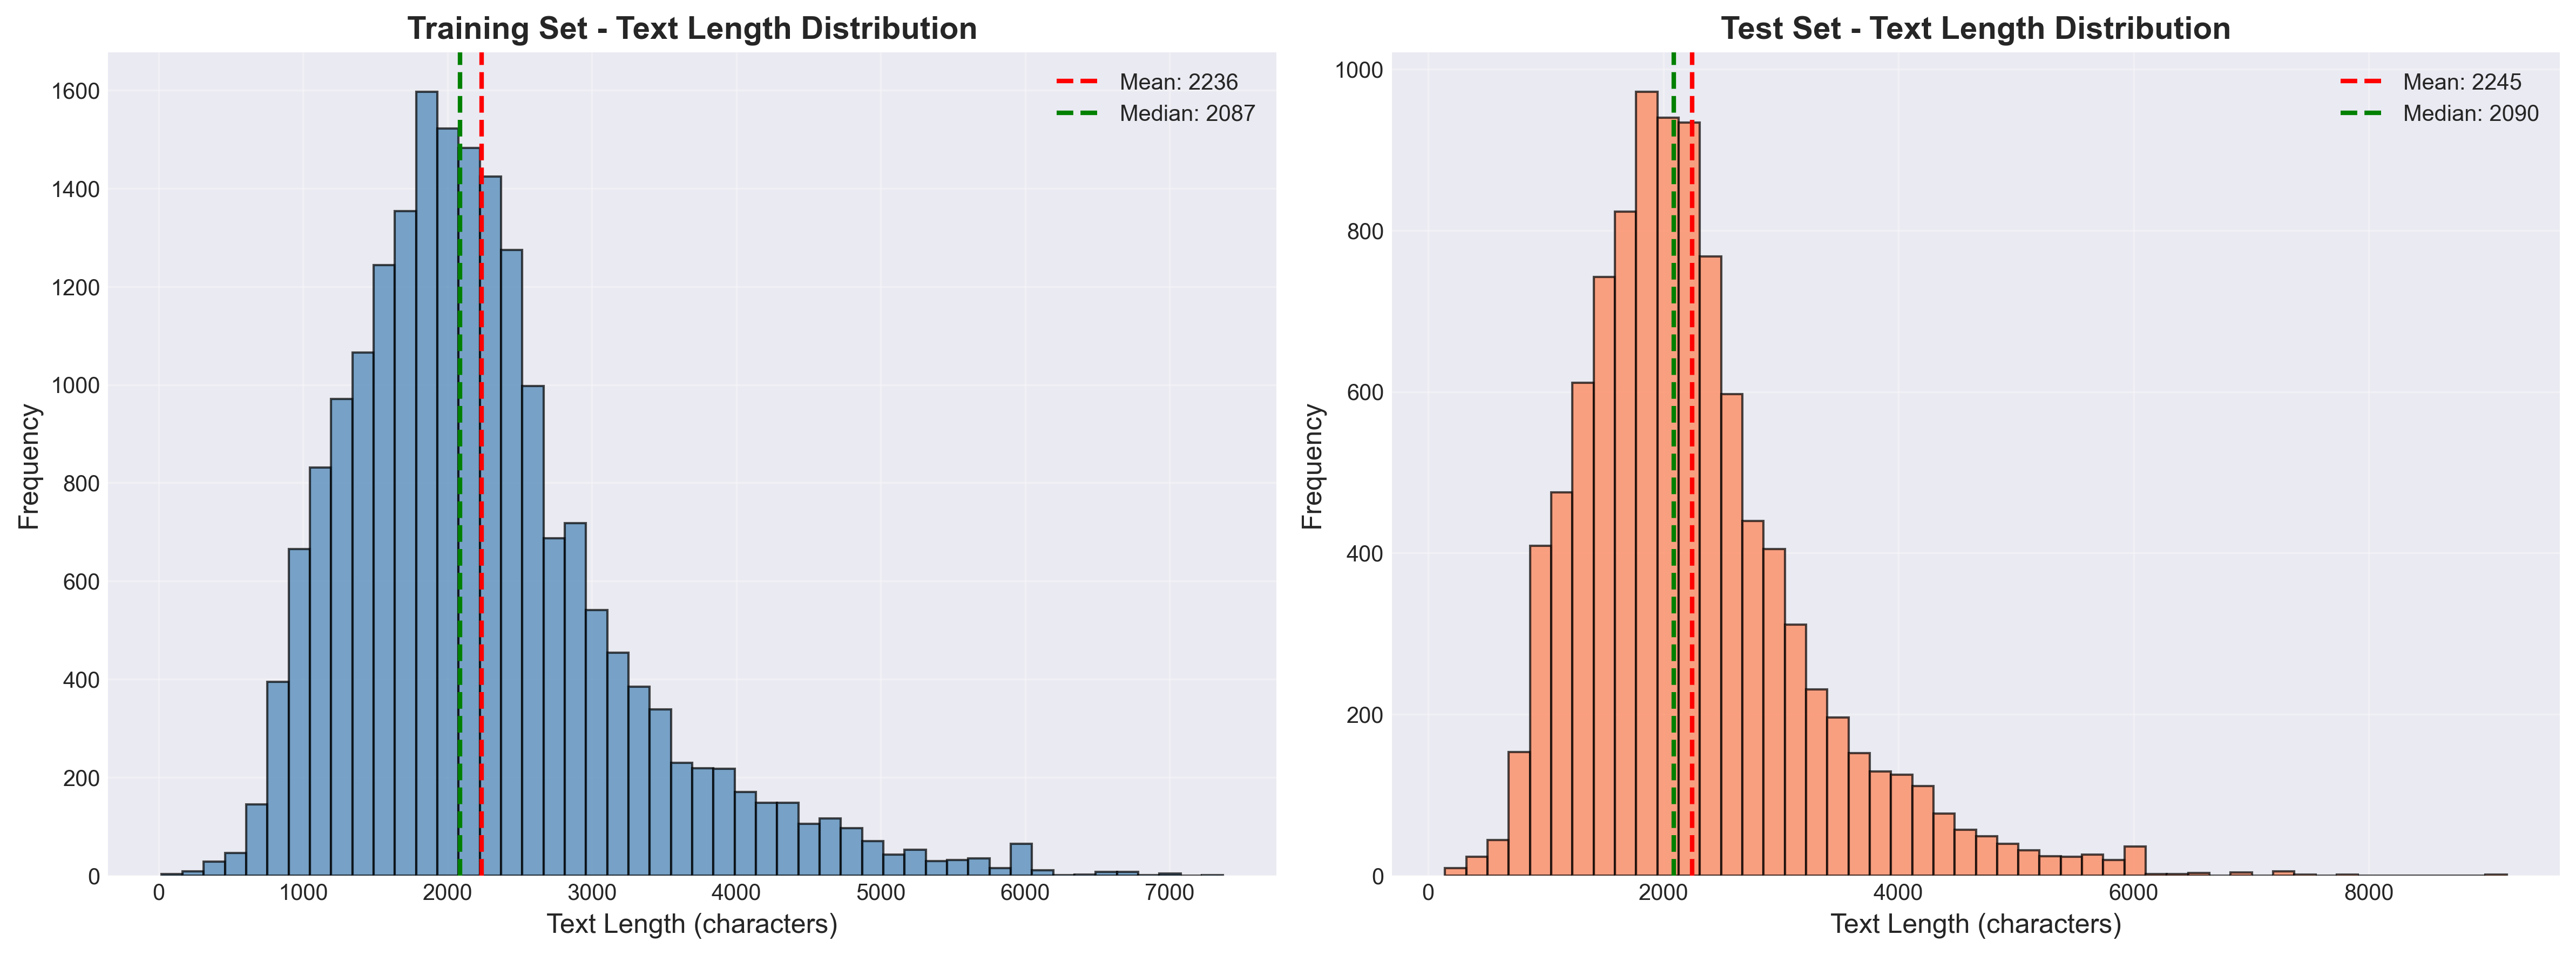 Training Set - Text Length Distribution
Mean: 2236
Median: 2087
1600
1400
1200
1000
800
600
400
200
0
Frequency
0 1000 2000 3000 4000 5000 6000 7000
Text Length (characters)
Test Set - Text Length Distribution
Mean: 2245
Median: 2090
1000
800
600
400
200
0
Frequency
0 2000 4000 6000 8000
Text Length (characters)